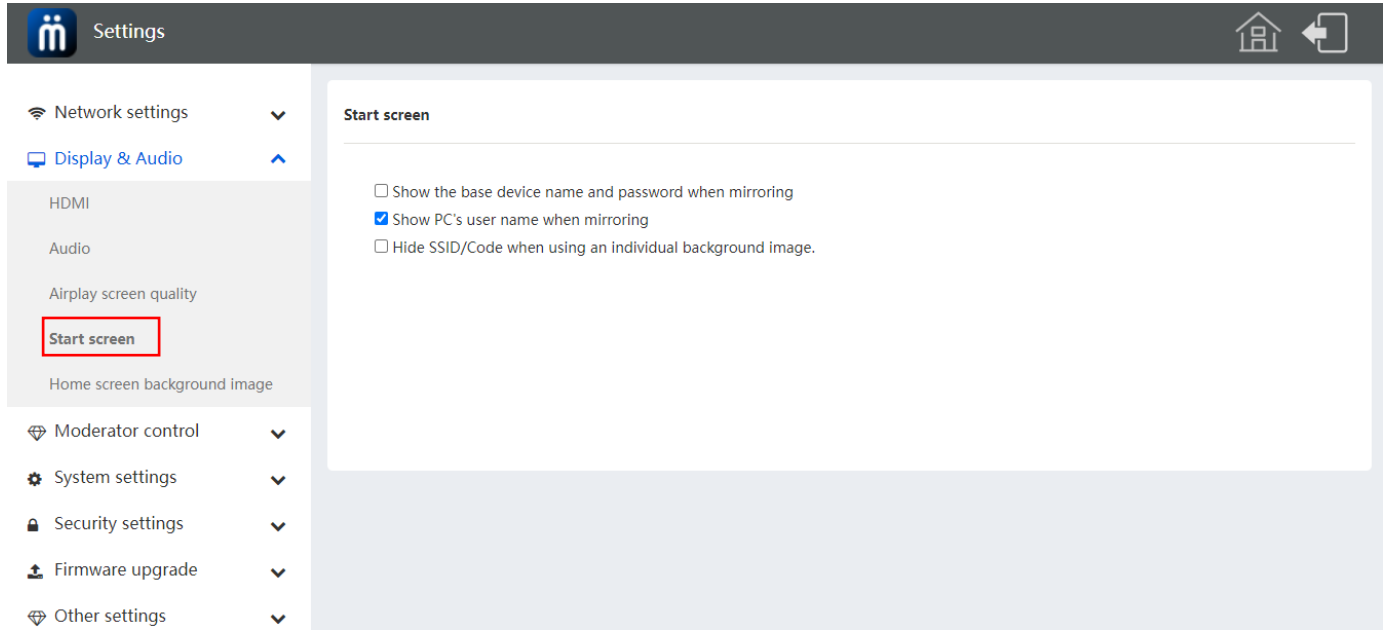 Settings
Network settings
Display & Audio
HDMI
Audio
Airplay screen quality
Start screen
Home screen background image
Moderator control
System settings
Security settings
Firmware upgrade
Other settings
Start screen
Show the base device name and password when mirroring
Show PC's user name when mirroring
Hide SSID/Code when using an individual background image.